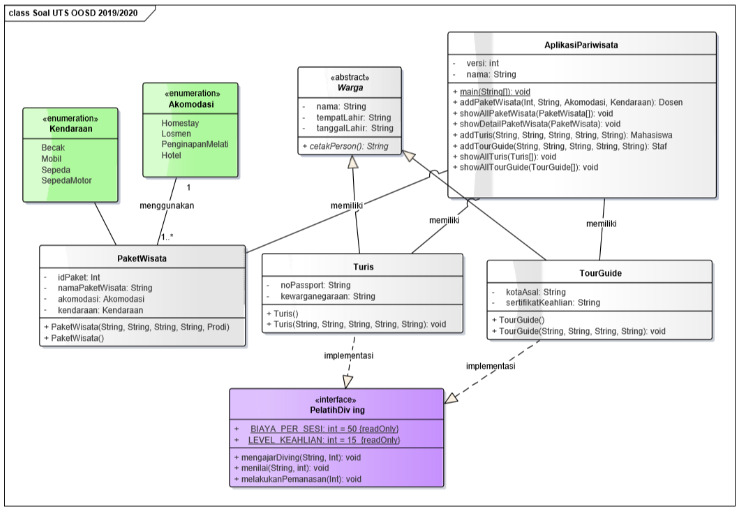 class Soal UTS OOSD 2019/2020
«enumeration»
Kendaraan
Becak
Mobil
Sepeda
SepedaMotor
«enumeration»
Akomodasi
Homestay
Losmen
PenginapanMelati
Hotel
«abstract»
Warga
- nama: String
- tempatLahir: String
- tanggalLahir: String
+ cetakPerson(): String
AplikasiPariwisata
- versi: int
- nama: String
+ main(String[]): void
+ addPaketWisata(Int, String, Akomodasi, Kendaraan): Dosen
+ showAllPaketWisata(PaketWisata[]): void
+ showDetailPaketWisata(PaketWisata): void
+ addTuris(String, String, String, String, String): Mahasiswa
+ addTourGuide(String, String, String, String, String): Staf
+ showAllTuris(Turis[]): void
+ showAllTourGuide(TourGuide[]): void
1
menggunakan
1..*
memiliki
memiliki
memiliki
PaketWisata
- idPaket: Int
- namaPaketWisata: String
- akomodasi: Akomodasi
- kendaraan: Kendaraan
+ PaketWisata(String, String, String, String, Prodi)
+ PaketWisata()
Turis
- noPassport: String
- kewarganegaraan: String
+ Turis()
+ Turis(String, String, String, String, String): void
TourGuide
- kotaAsal: String
- sertifikatKeahlian: String
+ TourGuide()
+ TourGuide(String, String, String, String): void
implementasi
implementasi
«interface»
PelatihDiv ing
+ BIAYA_PER_SESI: int = 50 {readOnly}
+ LEVEL_KEAHLIAN: int = 15 {readOnly}
+ mengajarDiving(String, Int): void
+ menilai(String, int): void
+ melakukanPemanasan(Int): void